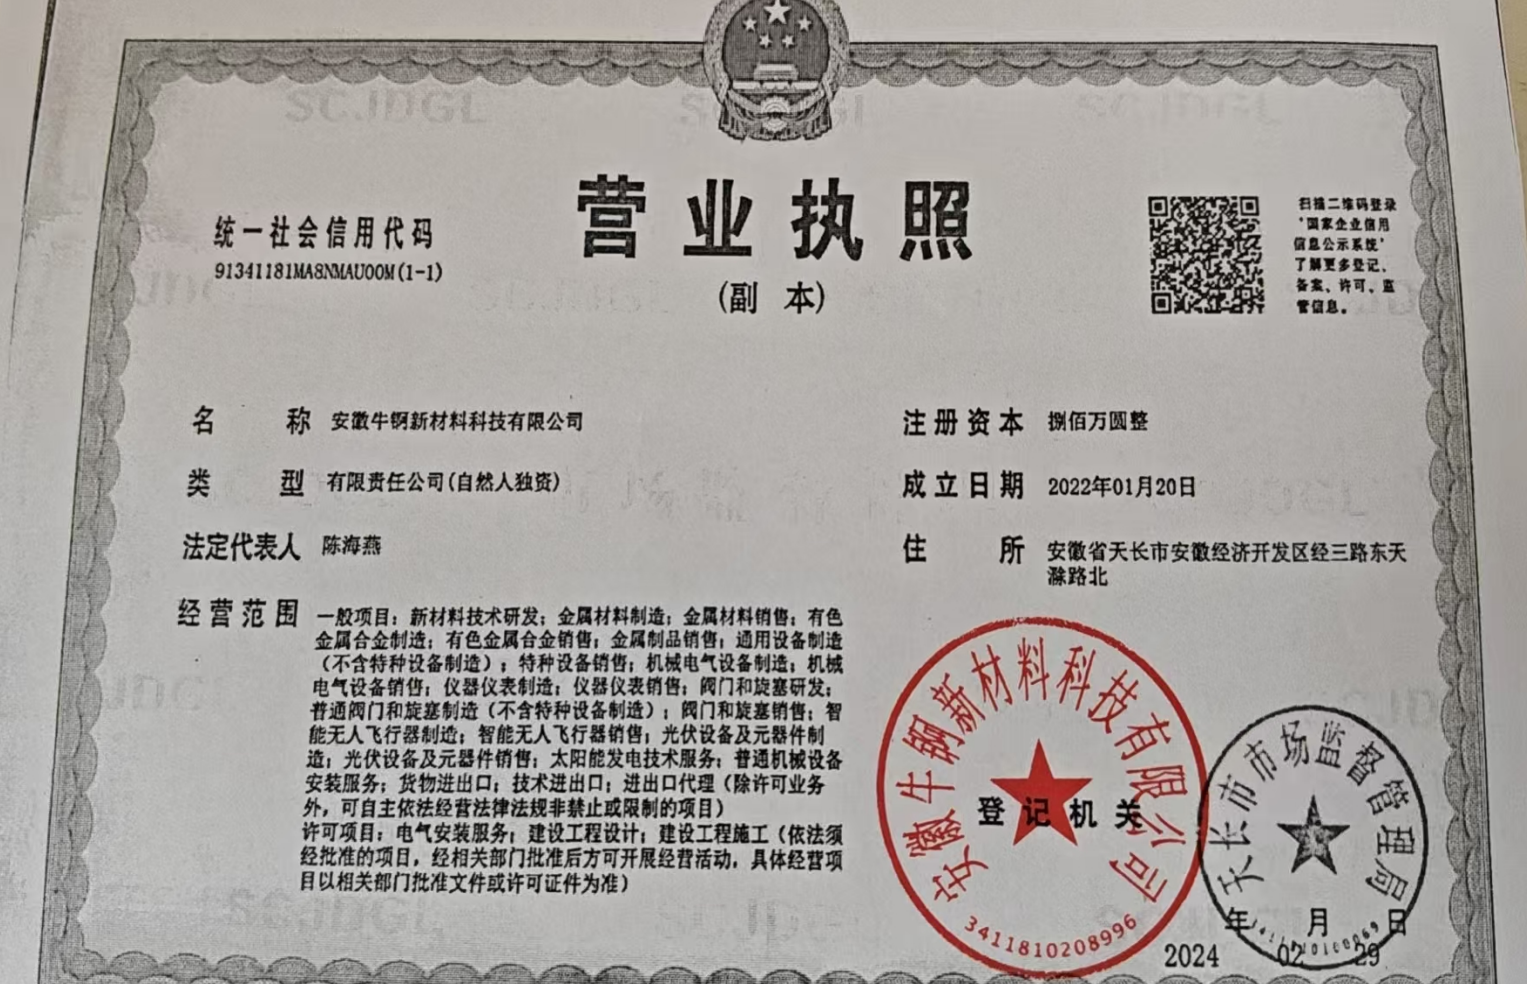 营业执照
(副 本)
统一社会信用代码
91341181MA8NMAU00M(1-1)
扫描二维码登录
'国家企业信用
信息公示系统'
了解更多登记、
备案、许可、监
管信息。
名 称 安徽牛钢新材料科技有限公司
类 型 有限责任公司(自然人独资)
法定代表人 陈海燕
经营范围 一般项目：新材料技术研发；金属材料制造；金属材料销售；有色
金属合金制造；有色金属合金销售；金属制品销售；通用设备制造
（不含特种设备制造）；特种设备销售；机械电气设备制造；机械
电气设备销售；仪器仪表制造；仪器仪表销售；阀门和旋塞研发；
普通阀门和旋塞制造（不含特种设备制造）；阀门和旋塞销售；智
能无人飞行器制造；智能无人飞行器销售；光伏设备及元器件制
造；光伏设备及元器件销售；太阳能发电技术服务；普通机械设备
安装服务；货物进出口；技术进出口；进出口代理（除许可业务
外，可自主依法经营法律法规非禁止或限制的项目）
许可项目：电气安装服务；建设工程设计；建设工程施工（依法须
经批准的项目，经相关部门批准后方可开展经营活动，具体经营项
目以相关部门批准文件或许可证件为准）
注册资本 捌佰万圆整
成立日期 2022年01月20日
住 所 安徽省天长市安徽经济开发区经三路东天
滁路北
安徽牛钢新材料科技有限公司
3411810208996
登记机关
天长市市场监督管理局
年 月 日
2024 02 29
SCJDGL